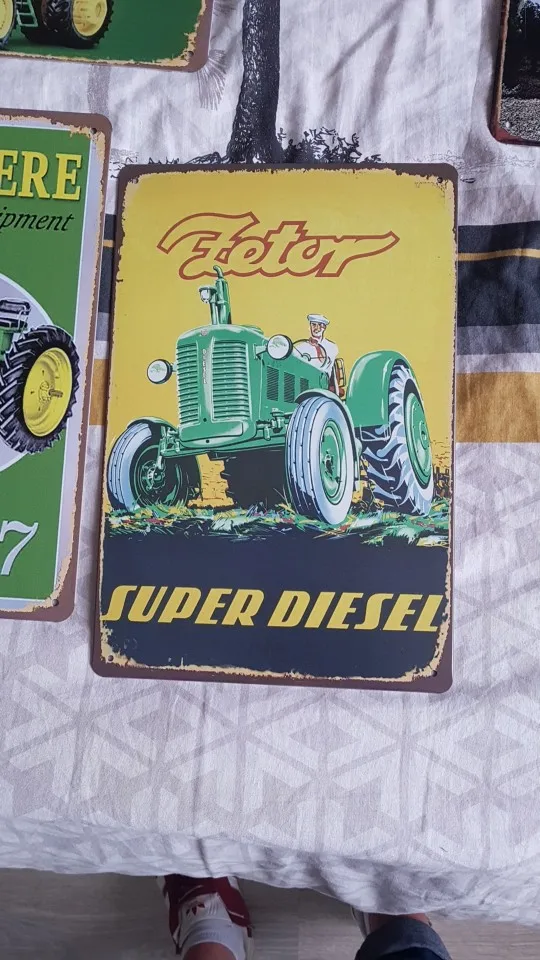 ERE
ipment
7
Zetor
SUPER DIESEL